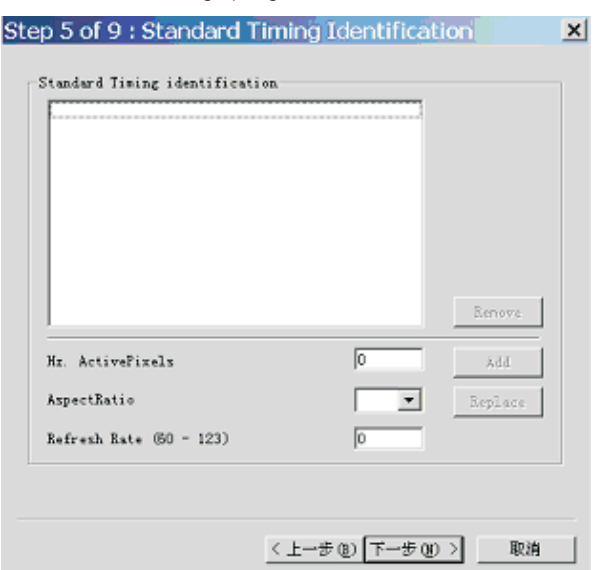 Step 5 of 9 : Standard Timing Identification
Standard Timing identification
Remove
Hz. ActivePixels 0 Add
AspectRatio Replace
Refresh Rate (60 - 123) 0
< 上一步(B) 下一步(N) > 取消